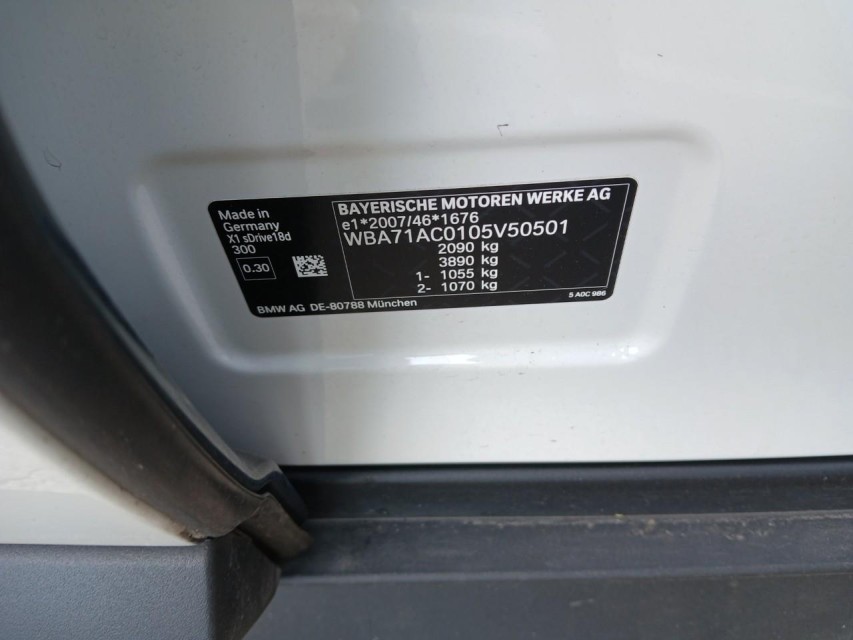 Made in
Germany
X1 sDrive18d
300
0.30
BAYERISCHE MOTOREN WERKE AG
e1*2007/46*1676
WBA71AC0105V50501
2090 kg
3890 kg
1- 1055 kg
2- 1070 kg
BMW AG DE-80788 München
5 A0C 9B6